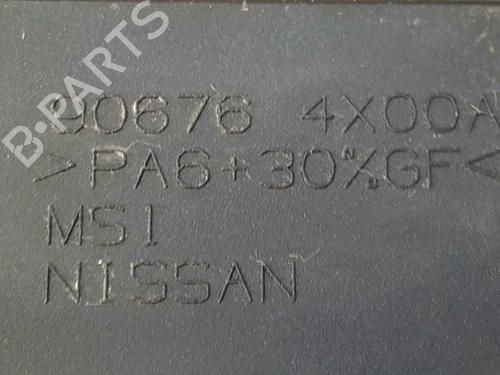 B-PARTS
90676 4X00A
>PA6+30%GF<
MS1
NISSAN